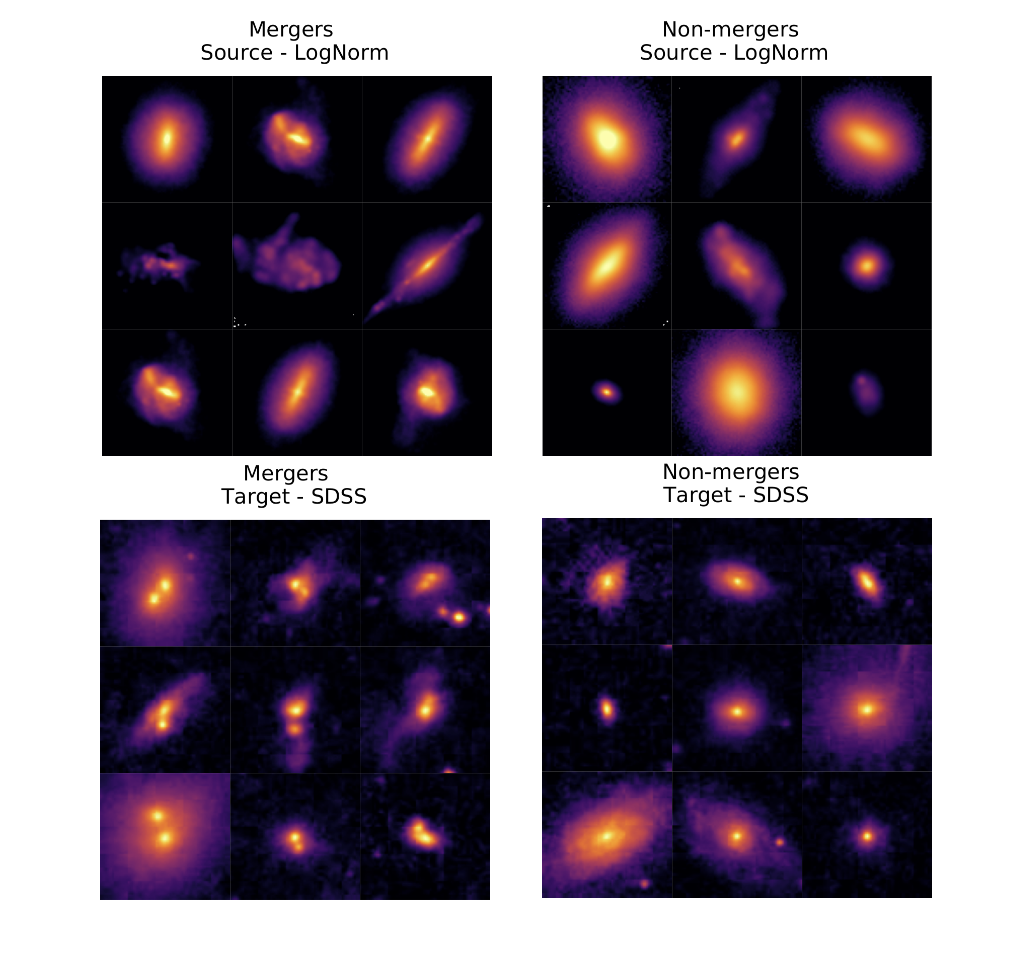 Mergers
Source - LogNorm
Non-mergers
Source - LogNorm
Mergers
Target - SDSS
Non-mergers
Target - SDSS